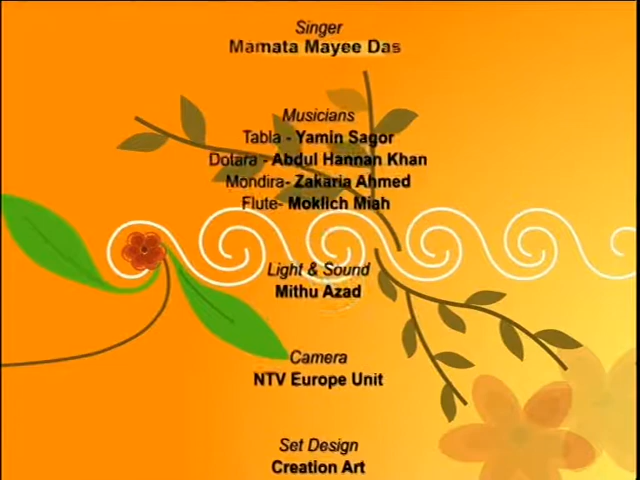 Singer
Mamata Mayee Das
Musicians
Tabla - Yamin Sagor
Dotara - Abdul Hannan Khan
Mondira- Zakaria Ahmed
Flute- Moklich Miah
Light & Sound
Mithu Azad
Camera
NTV Europe Unit
Set Design
Creation Art